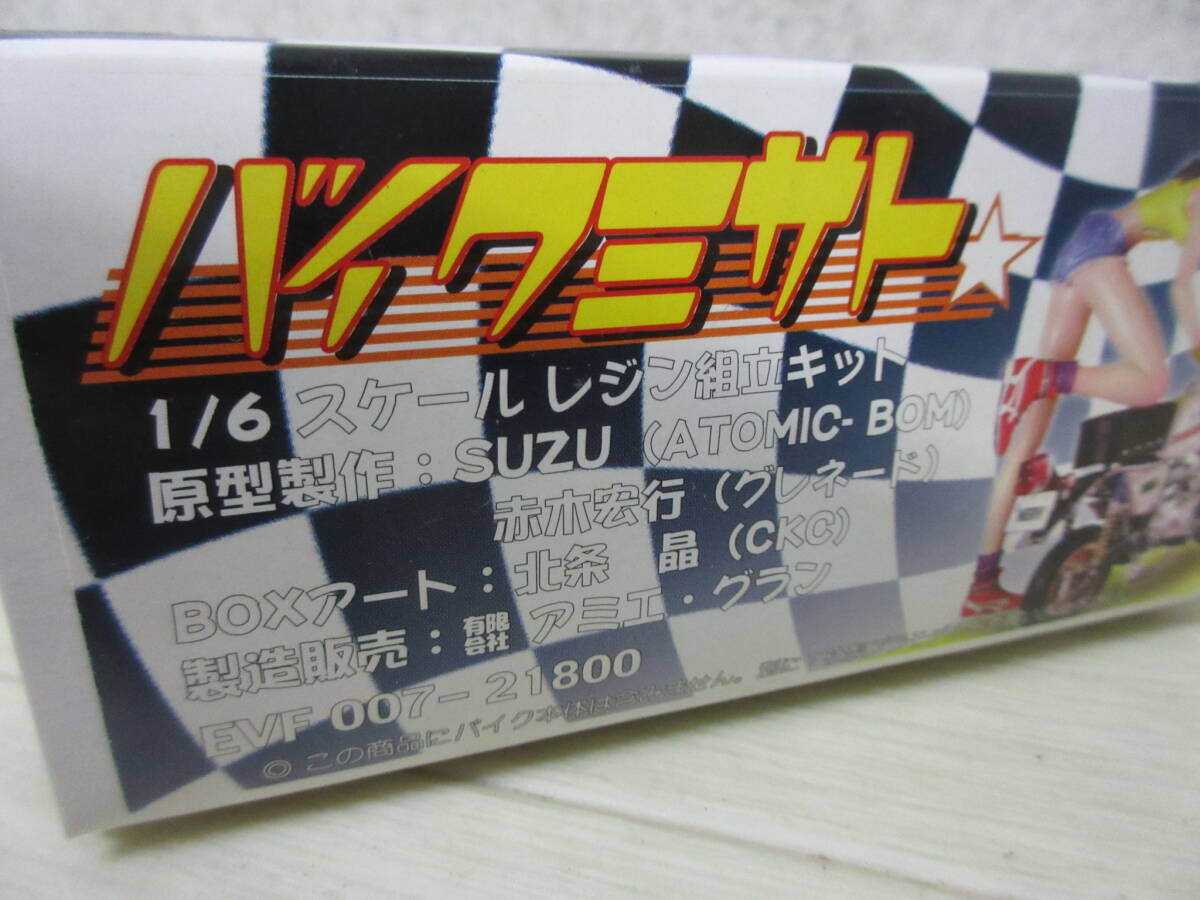 バイクミサト☆
1/6 スケール レジン組立キット
原型製作：SUZU（ATOMIC-BOM）
赤木宏行（グレネード）
BOXアート：北条 晶（CKC）
製造販売：有限会社 アミエ・グラン
EVF 007-21800
◎ この商品にバイク本体は含みません。別に